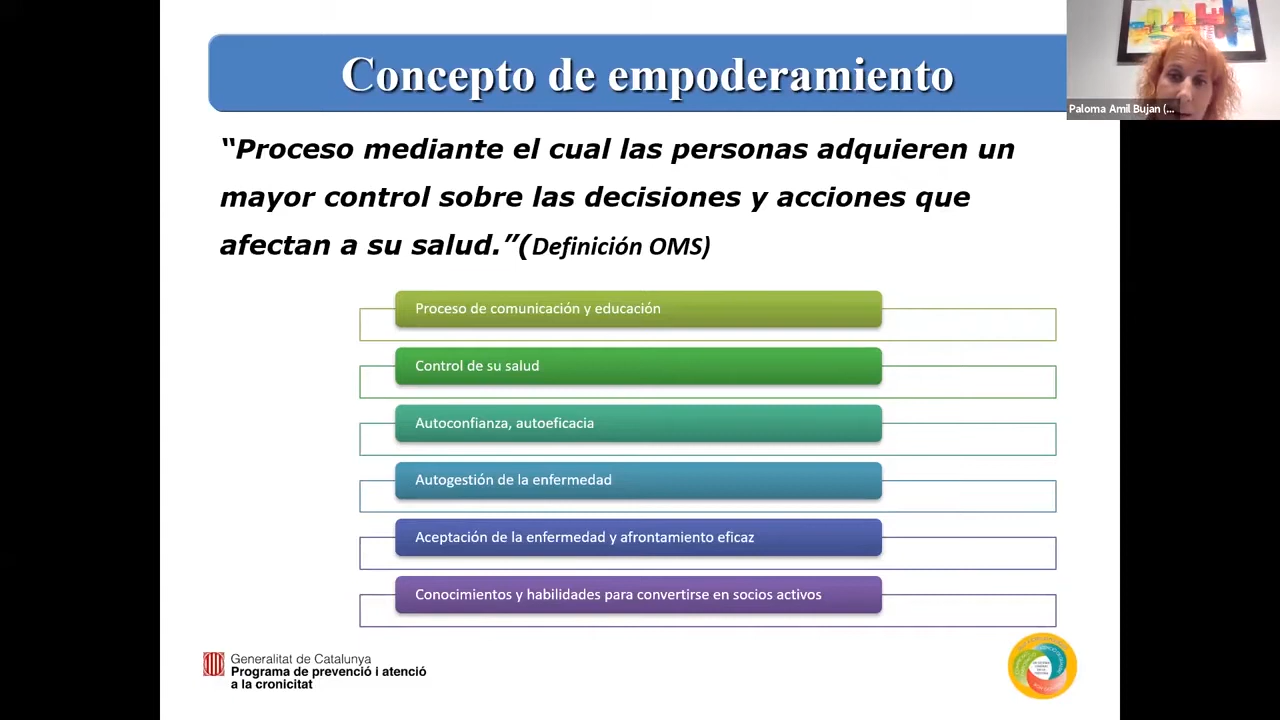 Concepto de empoderamiento
Paloma Amil Bujan (...
“Proceso mediante el cual las personas adquieren un
mayor control sobre las decisiones y acciones que
afectan a su salud.”(Definición OMS)
Proceso de comunicación y educación
Control de su salud
Autoconfianza, autoeficacia
Autogestión de la enfermedad
Aceptación de la enfermedad y afrontamiento eficaz
Conocimientos y habilidades para convertirse en socios activos
Generalitat de Catalunya
Programa de prevenció i atenció
a la cronicitat